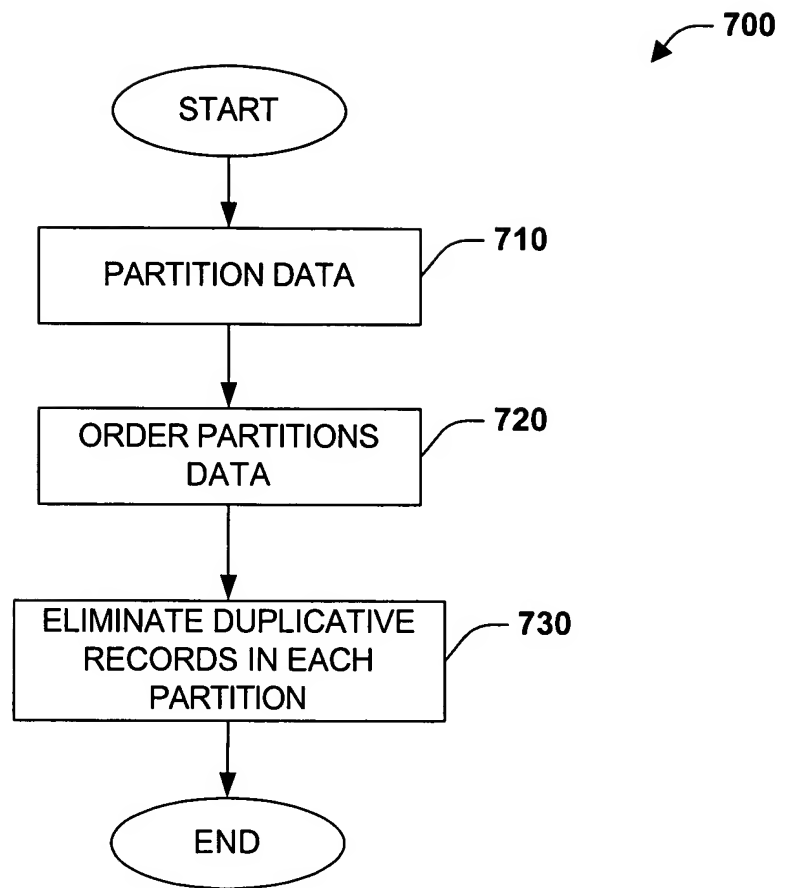 700
START
710
PARTITION DATA
720
ORDER PARTITIONS
DATA
730
ELIMINATE DUPLICATIVE
RECORDS IN EACH
PARTITION
END